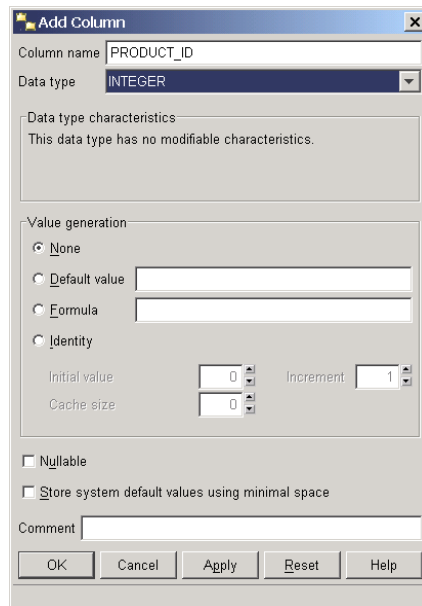 Add Column
Column name PRODUCT_ID
Data type INTEGER
Data type characteristics
This data type has no modifiable characteristics.
Value generation
None
Default value
Formula
Identity
Initial value 0 Increment 1
Cache size 0
Nullable
Store system default values using minimal space
Comment
OK Cancel Apply Reset Help